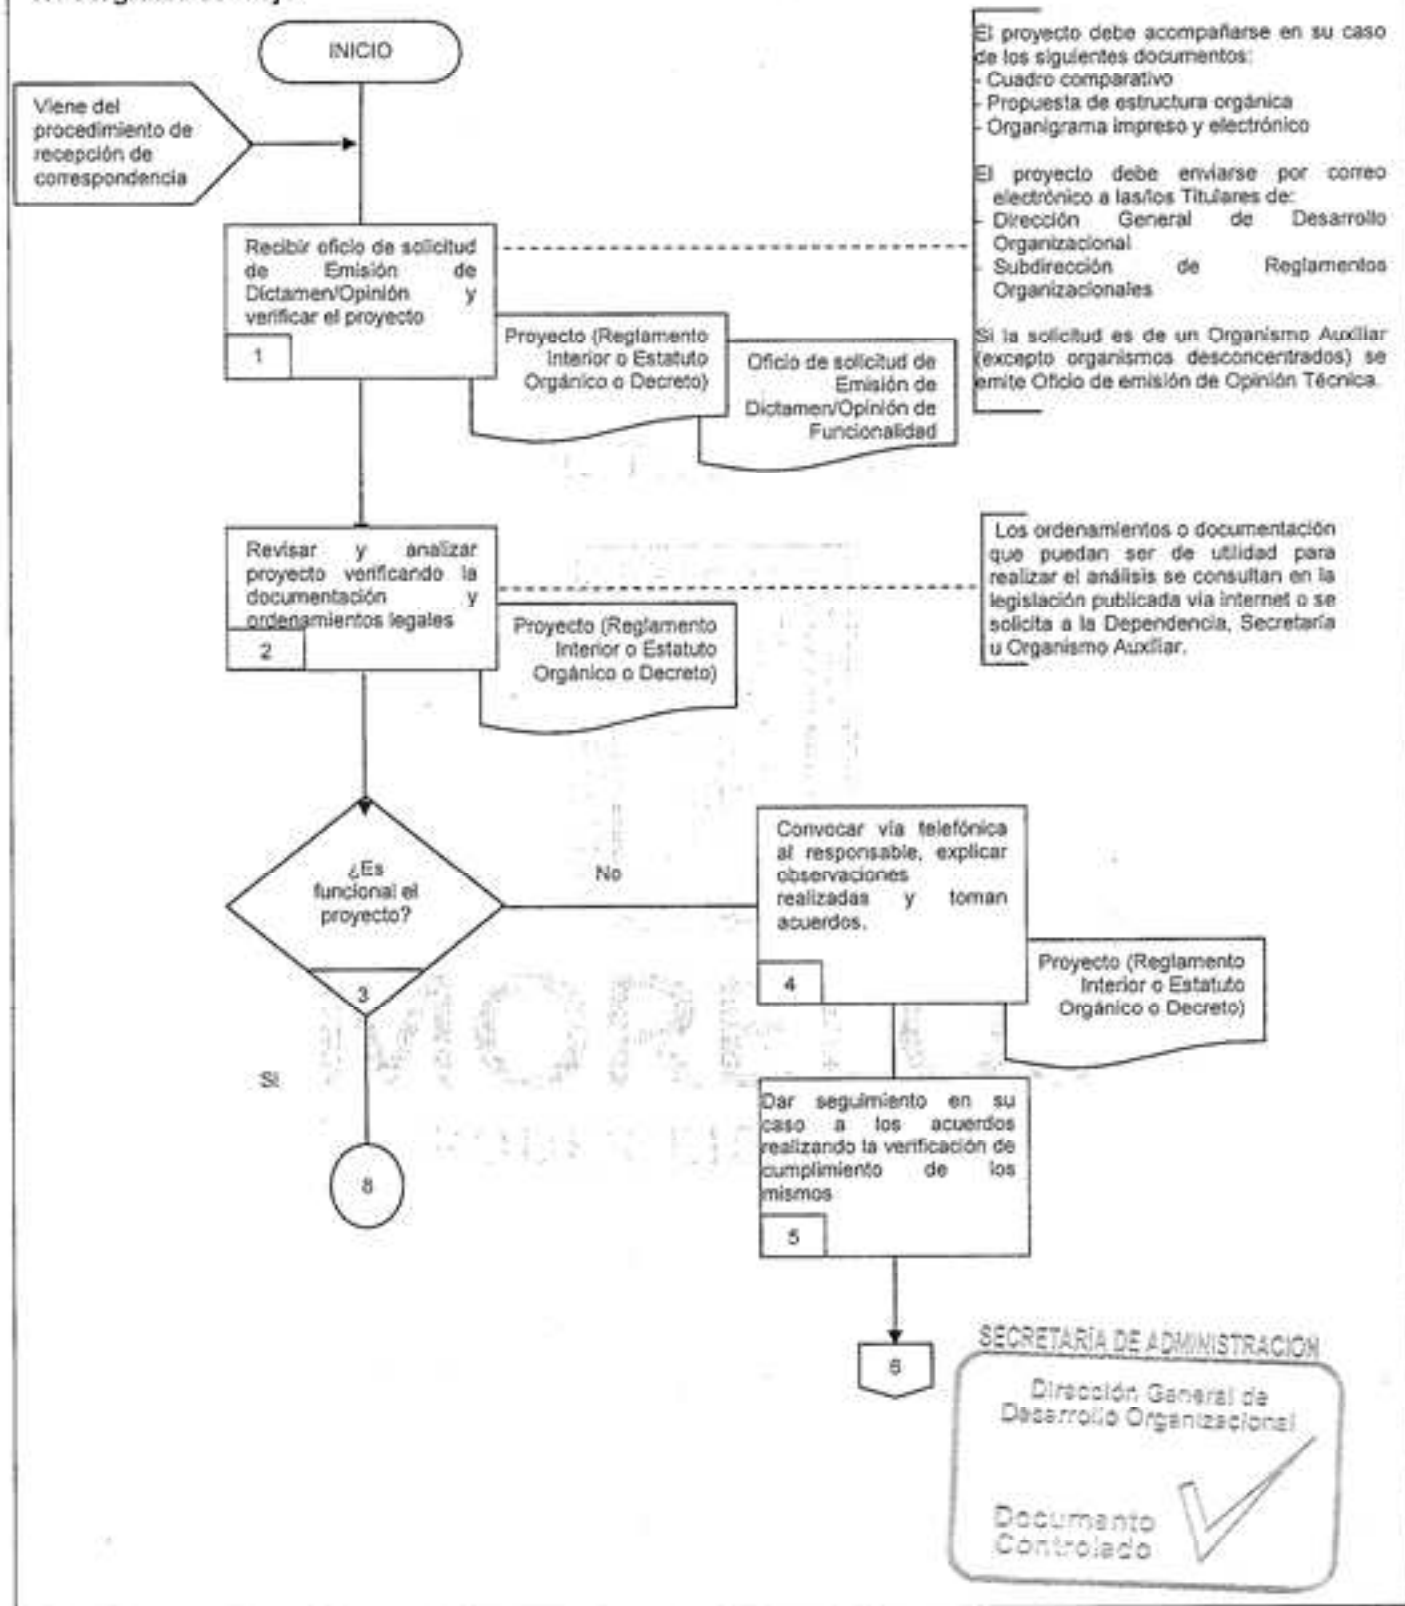 INICIO
Viene del
procedimiento de
recepción de
correspondencia
Recibir oficio de solicitud
de Emisión de
Dictamen/Opinión y
verificar el proyecto
1
Proyecto (Reglamento
Interior o Estatuto
Orgánico o Decreto)
Oficio de solicitud de
Emisión de
Dictamen/Opinión de
Funcionalidad
El proyecto debe acompañarse en su caso
de los siguientes documentos:
- Cuadro comparativo
- Propuesta de estructura orgánica
- Organigrama impreso y electrónico
El proyecto debe enviarse por correo
electrónico a las/los Titulares de:
- Dirección General de Desarrollo
Organizacional
- Subdirección de Reglamentos
Organizacionales
Si la solicitud es de un Organismo Auxiliar
(excepto organismos desconcentrados) se
emite Oficio de emisión de Opinión Técnica.
Revisar y analizar
proyecto verificando la
documentación y
ordenamientos legales
2
Proyecto (Reglamento
Interior o Estatuto
Orgánico o Decreto)
Los ordenamientos o documentación
que puedan ser de utilidad para
realizar el análisis se consultan en la
legislación publicada vía internet o se
solicita a la Dependencia, Secretaría
u Organismo Auxiliar.
¿Es
funcional el
proyecto?
3
No
Si
8
Convocar vía telefónica
al responsable, explicar
observaciones
realizadas y toman
acuerdos.
4
Proyecto (Reglamento
Interior o Estatuto
Orgánico o Decreto)
Dar seguimiento en su
caso a los acuerdos
realizando la verificación de
cumplimiento de los
mismos
5
6
SECRETARÍA DE ADMINISTRACIÓN
Dirección General de
Desarrollo Organizacional
Documento
Controlado